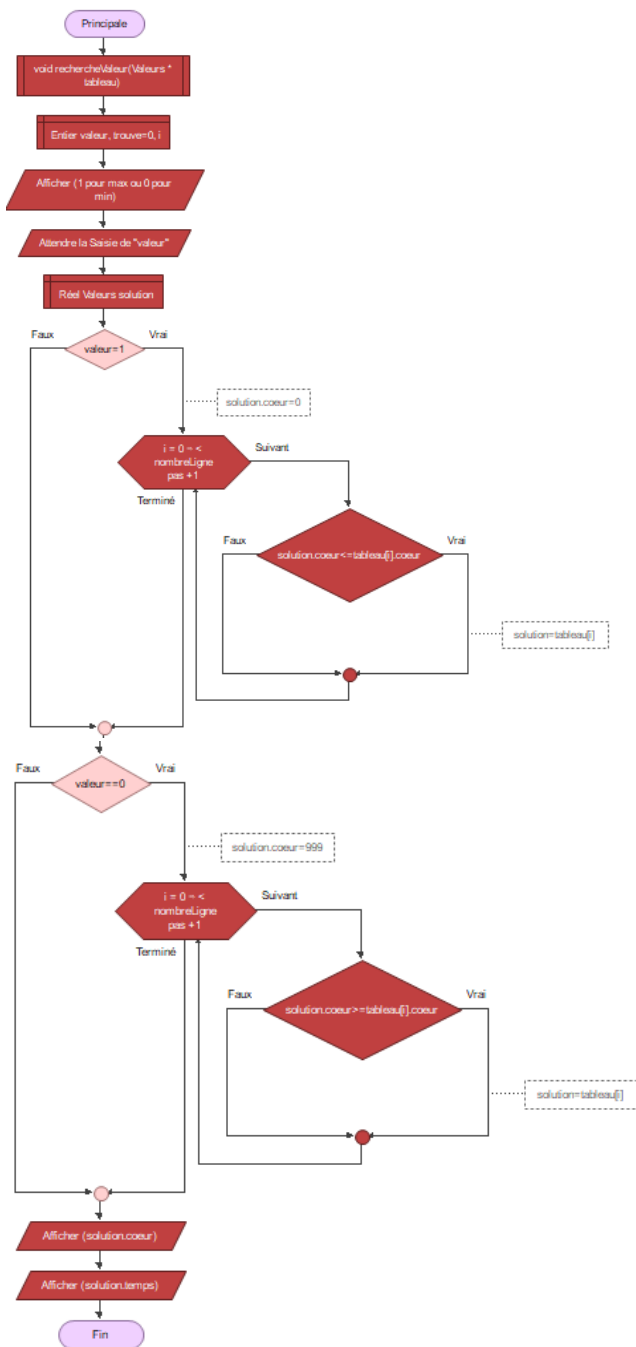 Principale
void rechercheValeur(Valeurs *
tableau)
Entier valeur, trouve=0, i
Afficher (1 pour max ou 0 pour
min)
Attendre la Saisie de "valeur"
Réel Valeurs solution
Faux
Vrai
valeur=1
solution.coeur=0
i = 0 ~ <
nombreLigne
pas +1
Suivant
Terminé
Faux
Vrai
solution.coeur<=tableau[i].coeur
solution=tableau[i]
Faux
Vrai
valeur==0
solution.coeur=999
i = 0 ~ <
nombreLigne
pas +1
Suivant
Terminé
Faux
Vrai
solution.coeur>=tableau[i].coeur
solution=tableau[i]
Afficher (solution.coeur)
Afficher (solution.temps)
Fin